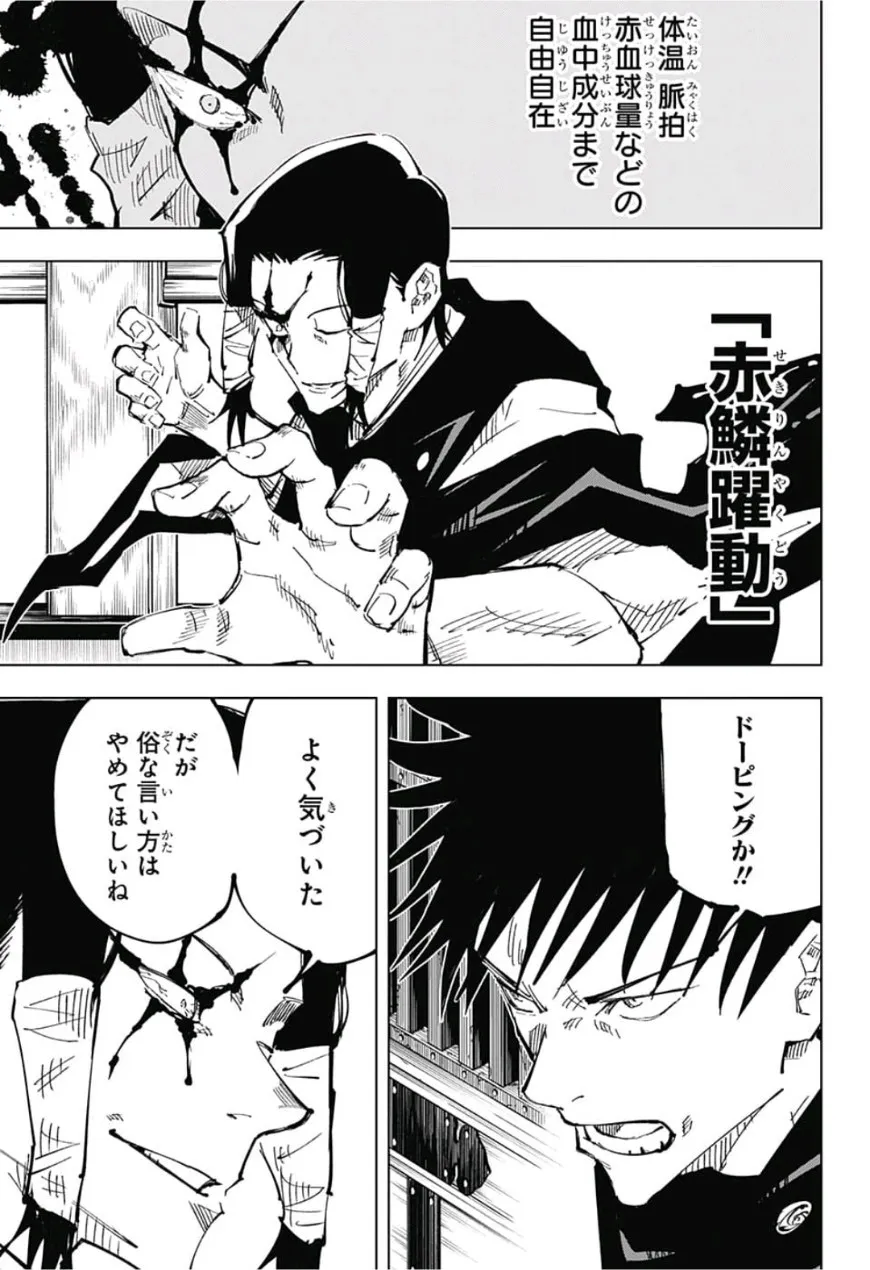 体温 脈拍
赤血球量などの
血中成分まで
自由自在
「赤鱗躍動」
ドーピングか!!
よく気づいた
だが
俗な言い方は
やめてほしいね